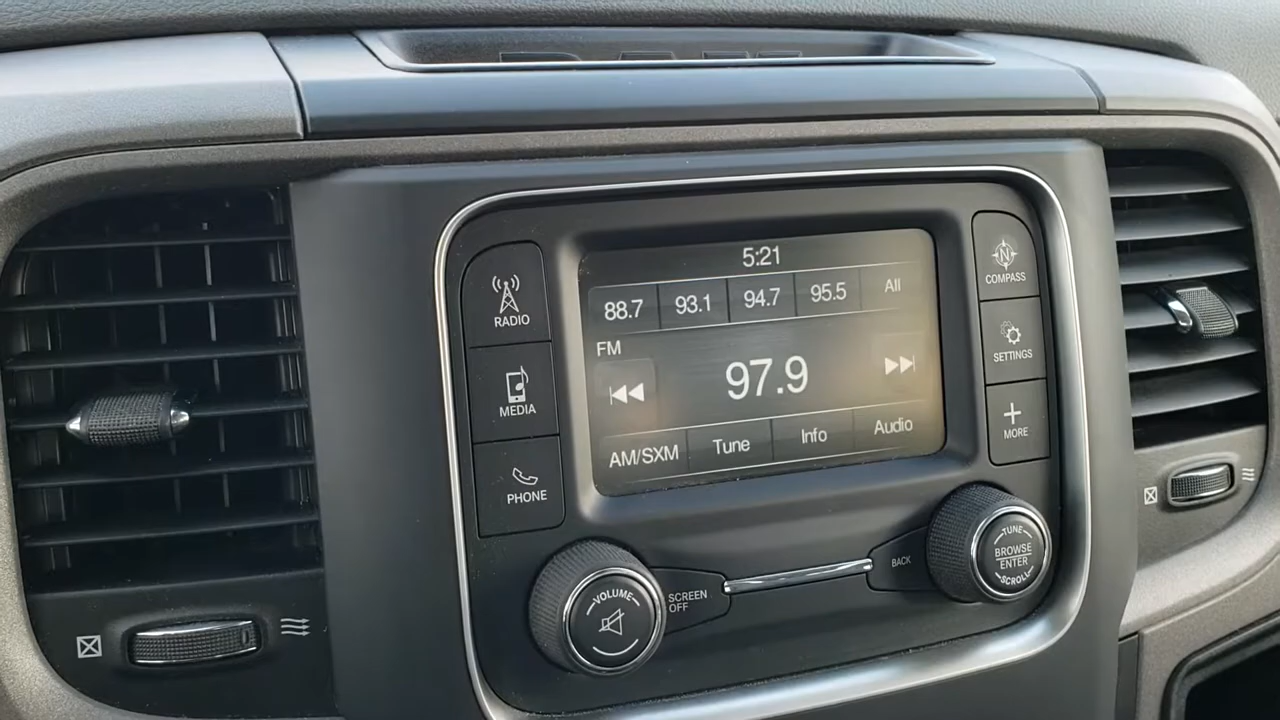 5:21
88.7 93.1 94.7 95.5 All
FM
97.9
AM/SXM Tune Info Audio
RADIO
MEDIA
PHONE
N
COMPASS
SETTINGS
MORE
VOLUME
SCREEN
OFF
BACK
TUNE
BROWSE
ENTER
SCROLL